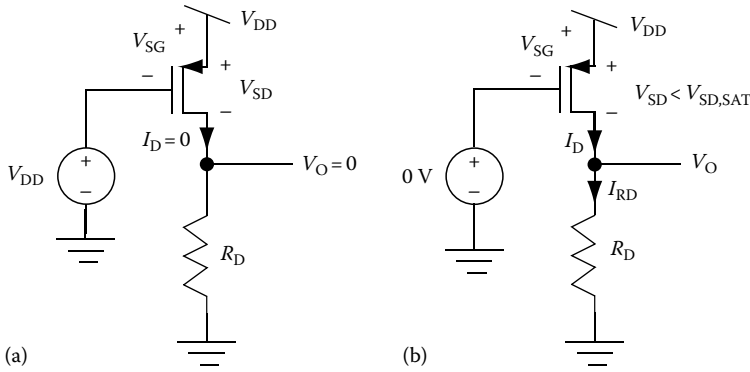 V_DD
V_SG
+
+
−
V_SD
−
I_D = 0
V_DD
+
−
V_O = 0
R_D
(a)
V_DD
V_SG
+
+
−
V_SD < V_SD,SAT
−
I_D
0 V
+
−
V_O
I_RD
R_D
(b)